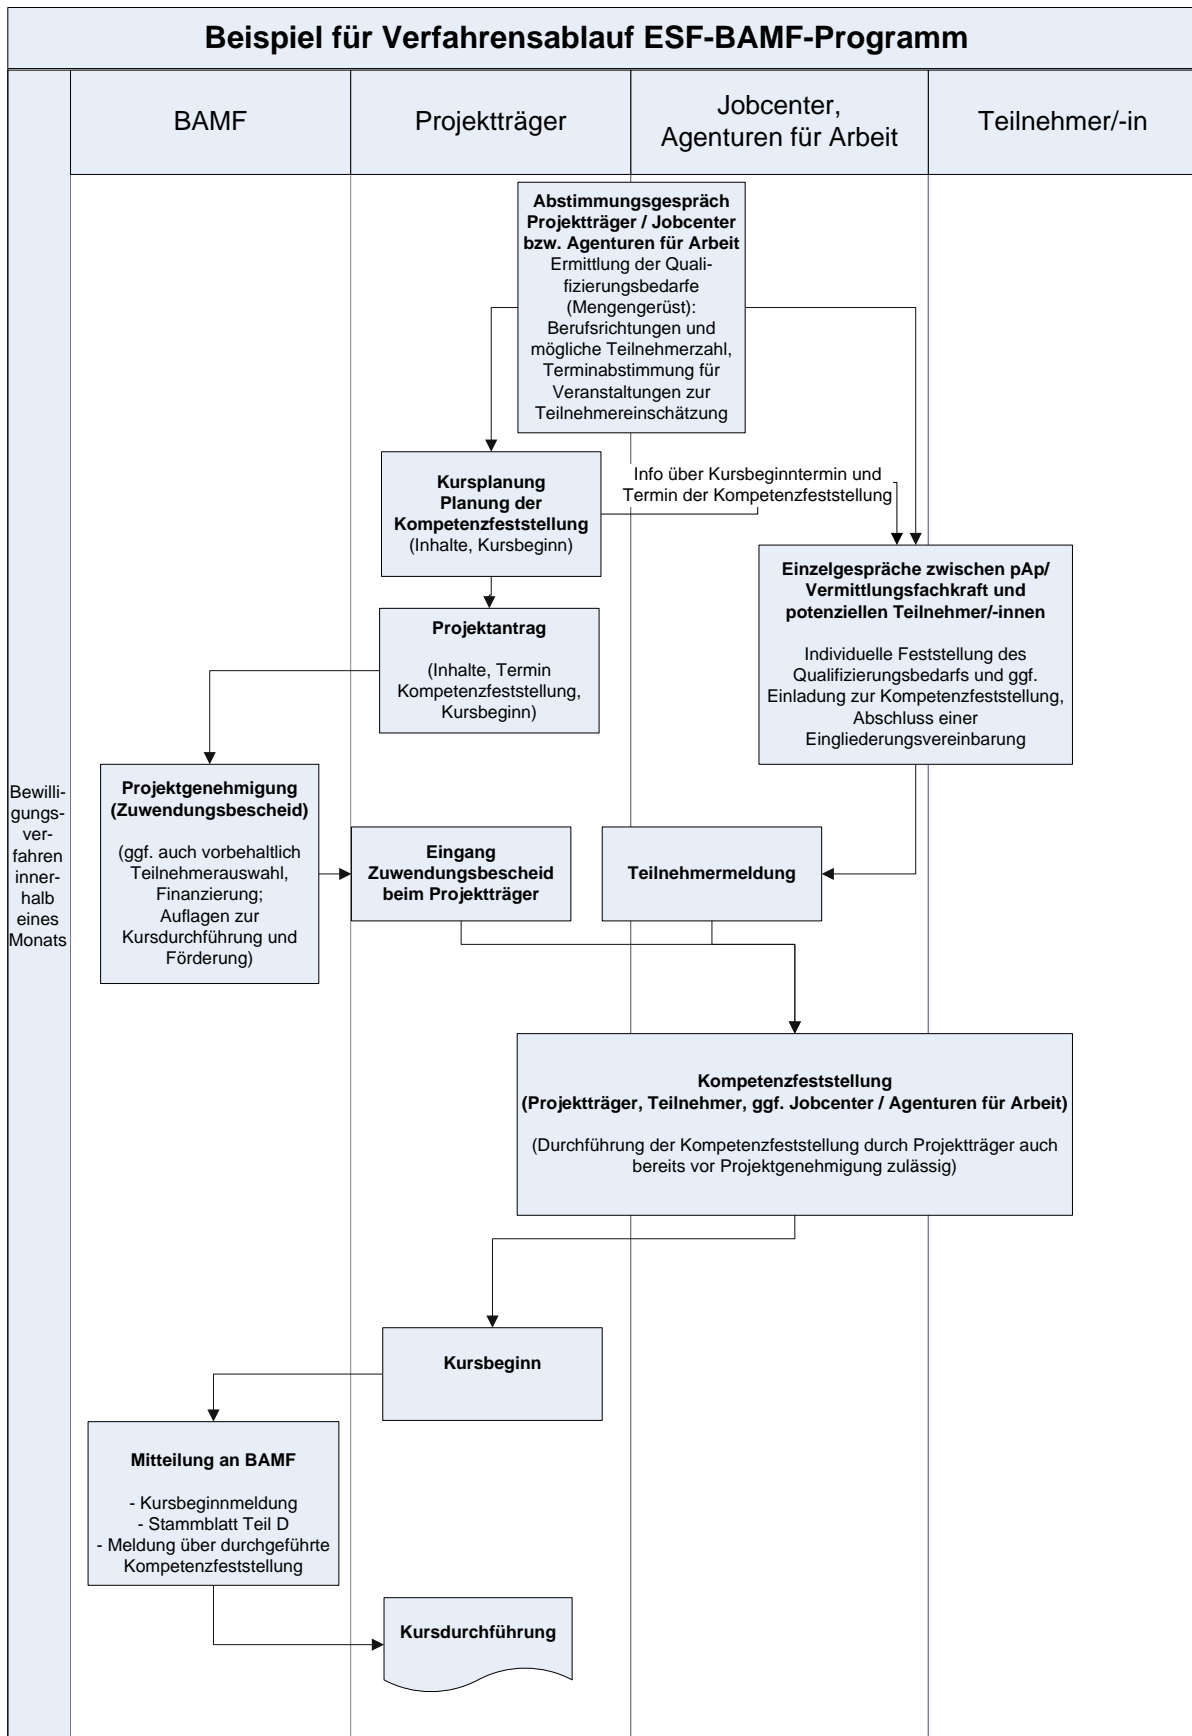 Beispiel für Verfahrensablauf ESF-BAMF-Programm
BAMF
Projektträger
Jobcenter,
Agenturen für Arbeit
Teilnehmer/-in
Abstimmungsgespräch
Projektträger / Jobcenter
bzw. Agenturen für Arbeit
Ermittlung der Quali-
fizierungsbedarfe
(Mengengerüst):
Berufsrichtungen und
mögliche Teilnehmerzahl,
Terminabstimmung für
Veranstaltungen zur
Teilnehmereinschätzung
Kursplanung
Planung der
Kompetenzfeststellung
(Inhalte, Kursbeginn)
Info über Kursbeginntermin und
Termin der Kompetenzfeststellung
Einzelgespräche zwischen pAp/
Vermittlungsfachkraft und
potenziellen Teilnehmer/-innen
Individuelle Feststellung des
Qualifizierungsbedarfs und ggf.
Einladung zur Kompetenzfeststellung,
Abschluss einer
Eingliederungsvereinbarung
Projektantrag
(Inhalte, Termin
Kompetenzfeststellung,
Kursbeginn)
Bewilli-
gungs-
ver-
fahren
inner-
halb
eines
Monats
Projektgenehmigung
(Zuwendungsbescheid)
(ggf. auch vorbehaltlich
Teilnehmerauswahl,
Finanzierung;
Auflagen zur
Kursdurchführung und
Förderung)
Eingang
Zuwendungsbescheid
beim Projektträger
Teilnehmermeldung
Kompetenzfeststellung
(Projektträger, Teilnehmer, ggf. Jobcenter / Agenturen für Arbeit)
(Durchführung der Kompetenzfeststellung durch Projektträger auch
bereits vor Projektgenehmigung zulässig)
Kursbeginn
Mitteilung an BAMF
- Kursbeginnmeldung
- Stammblatt Teil D
- Meldung über durchgeführte
Kompetenzfeststellung
Kursdurchführung